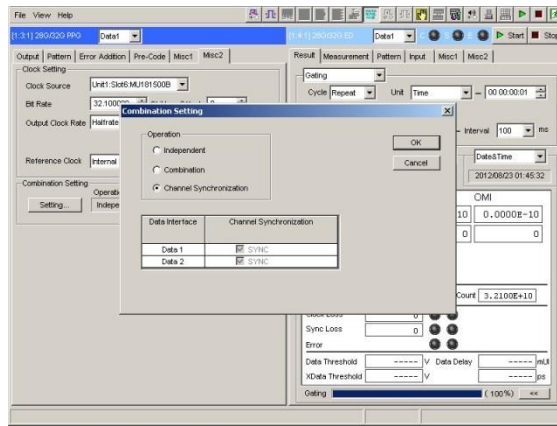 File View Help
[1:3:1] 28G/32G PPG Data1
[1:4:1] 28G/32G ED Data1 Start Stop
Output Pattern Error Addition Pre-Code Misc1 Misc2
Result Measurement Pattern Input Misc1 Misc2
Clock Setting
Clock Source Unit1:Slot6:MU181500B
Bit Rate 32.100000
Output Clock Rate Halfrate
Reference Clock Internal
Combination Setting
Setting...
Gating
Cycle Repeat Unit Time 00 00:00:01
Interval 100 ms
Date&Time
2012/08/23 01:45:32
Combination Setting
Operation
Independent
Combination
Channel Synchronization
OK
Cancel
Data Interface Channel Synchronization
Data 1 SYNC
Data 2 SYNC
OMI
0.0000E-10
0
Count 3.2100E+10
Sync Loss 0
Error
Data Threshold ----- V Data Delay ----- mUI
XData Threshold ----- V ----- ps
Gating (100%) <<